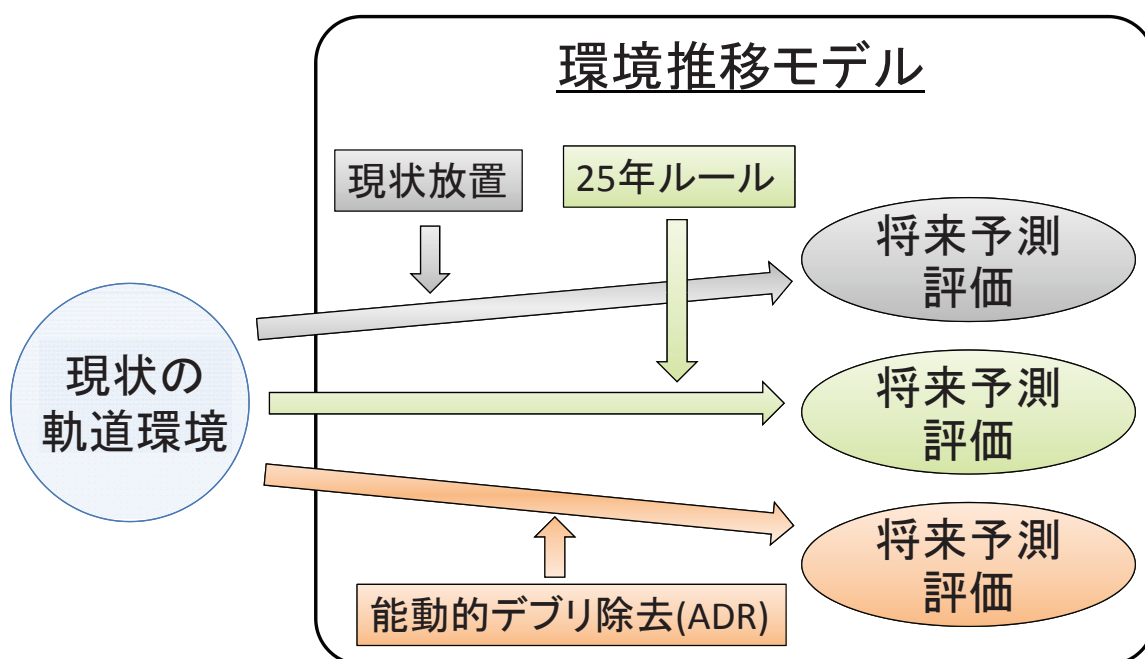 環境推移モデル
現状放置
25年ルール
将来予測
評価
現状の
軌道環境
将来予測
評価
将来予測
評価
能動的デブリ除去(ADR)